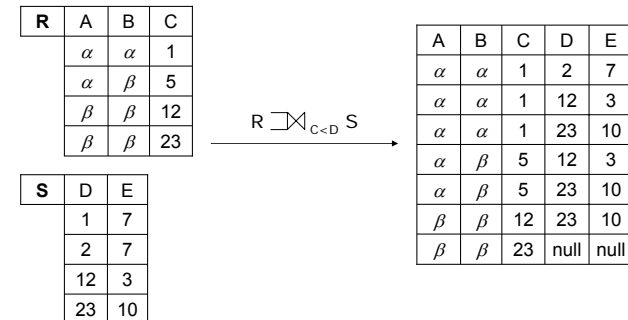 R A B C
α α 1
α β 5
β β 12
β β 23
S D E
1 7
2 7
12 3
23 10
R ⟕ C<D S
A B C D E
α α 1 2 7
α α 1 12 3
α α 1 23 10
α β 5 12 3
α β 5 23 10
β β 12 23 10
β β 23 null null